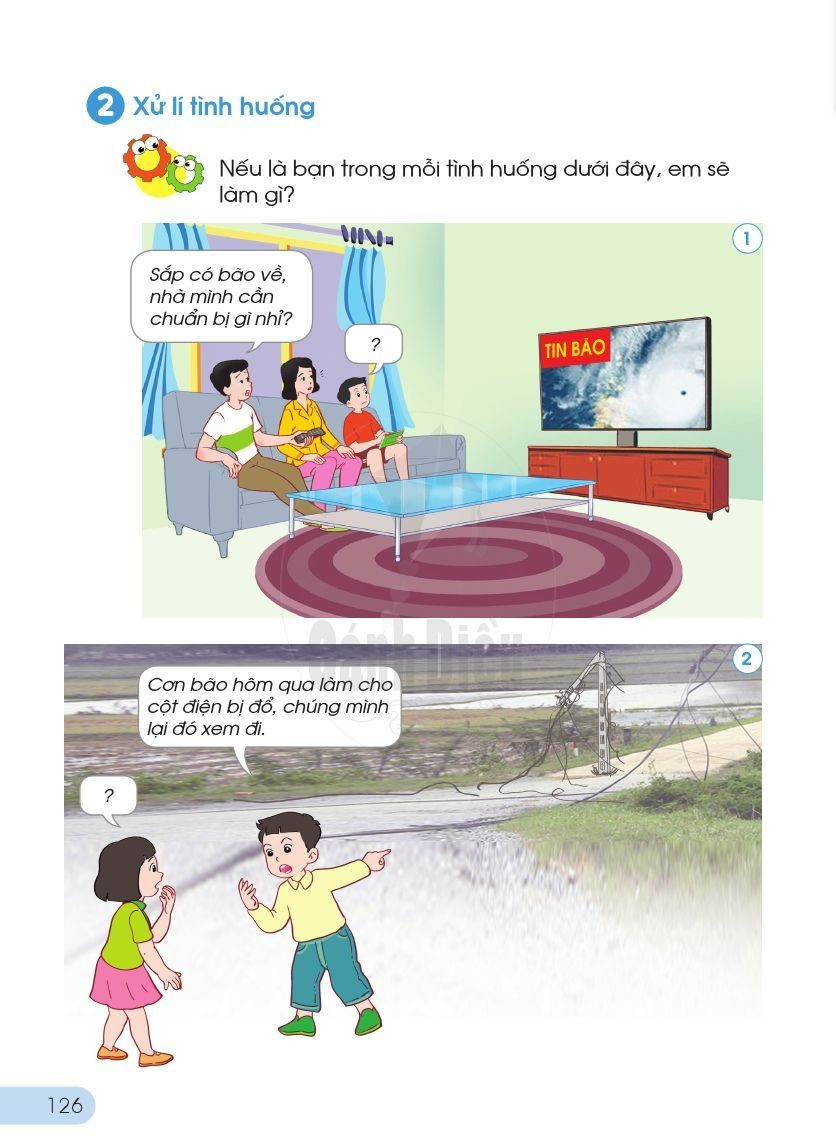 2 Xử lí tình huống
Nếu là bạn trong mỗi tình huống dưới đây, em sẽ
làm gì?
1
Sắp có bão về,
nhà mình cần
chuẩn bị gì nhỉ?
?
TIN BÃO
2
Cơn bão hôm qua làm cho
cột điện bị đổ, chúng mình
lại đó xem đi.
?
Cánh Diều
126